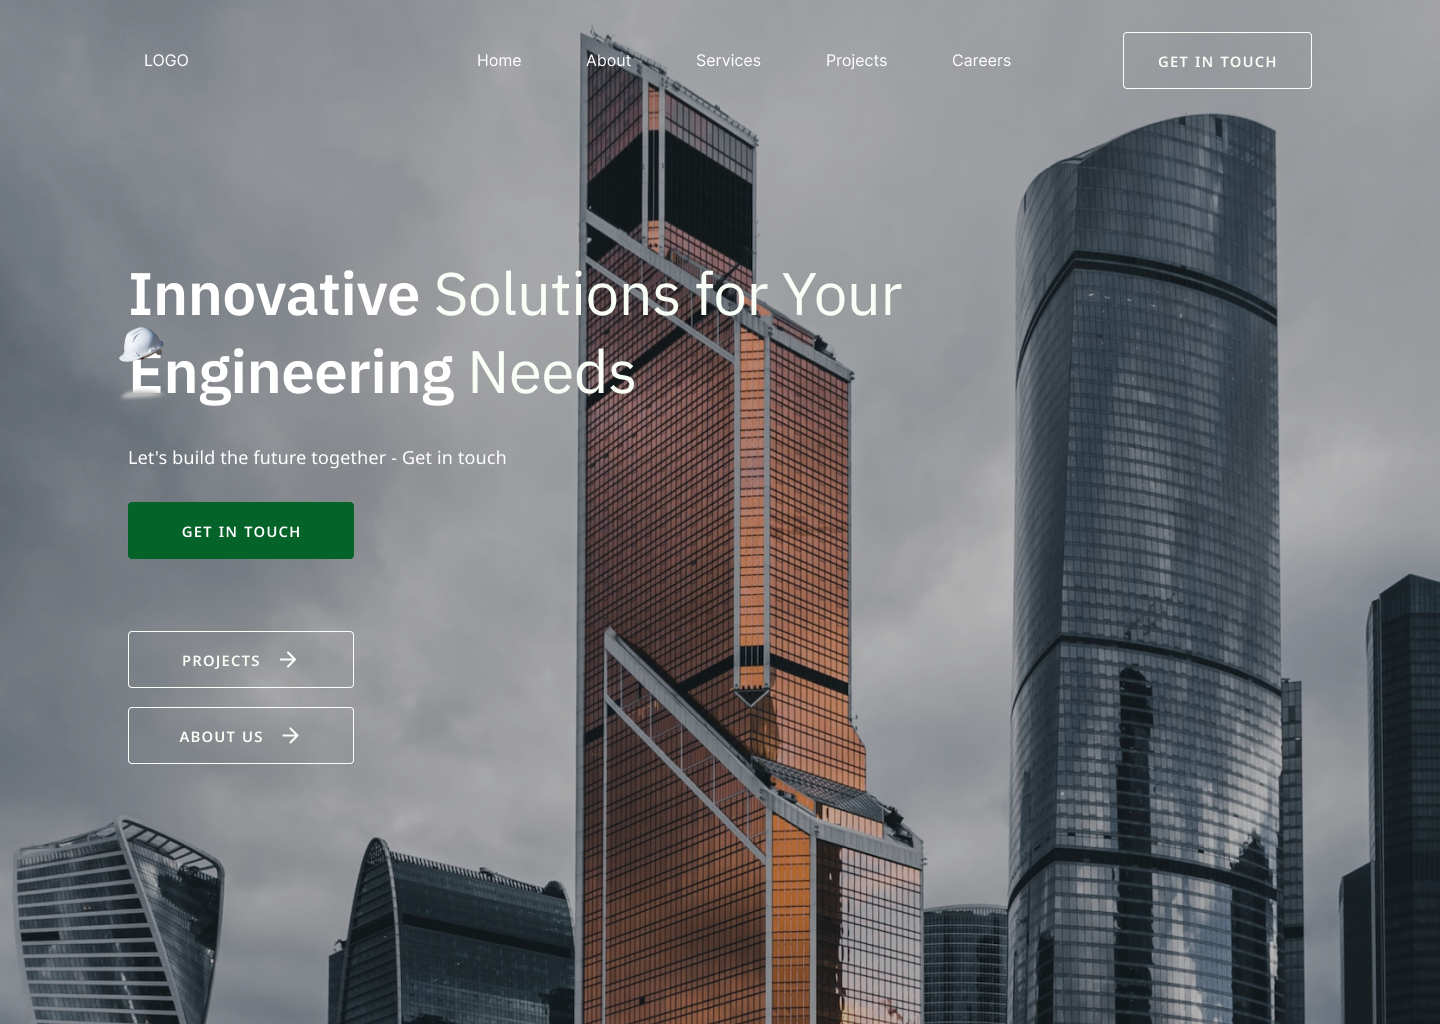 LOGO
Home
About
Services
Projects
Careers
GET IN TOUCH
Innovative Solutions for Your
Engineering Needs
Let's build the future together - Get in touch
GET IN TOUCH
PROJECTS
ABOUT US